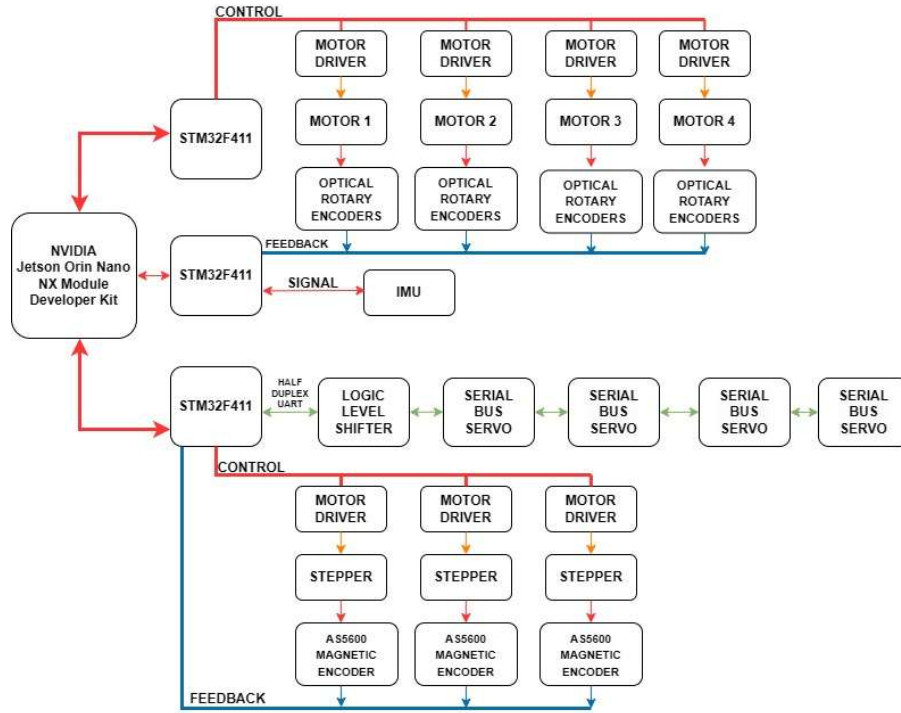 CONTROL
MOTOR
DRIVER
MOTOR
DRIVER
MOTOR
DRIVER
MOTOR
DRIVER
STM32F411
MOTOR 1
MOTOR 2
MOTOR 3
MOTOR 4
OPTICAL
ROTARY
ENCODERS
OPTICAL
ROTARY
ENCODERS
OPTICAL
ROTARY
ENCODERS
OPTICAL
ROTARY
ENCODERS
NVIDIA
Jetson Orin Nano
NX Module
Developer Kit
STM32F411
FEEDBACK
SIGNAL
IMU
STM32F411
HALF
DUPLEX
UART
LOGIC
LEVEL
SHIFTER
SERIAL
BUS
SERVO
SERIAL
BUS
SERVO
SERIAL
BUS
SERVO
SERIAL
BUS
SERVO
CONTROL
MOTOR
DRIVER
MOTOR
DRIVER
MOTOR
DRIVER
STEPPER
STEPPER
STEPPER
AS5600
MAGNETIC
ENCODER
AS5600
MAGNETIC
ENCODER
AS5600
MAGNETIC
ENCODER
FEEDBACK